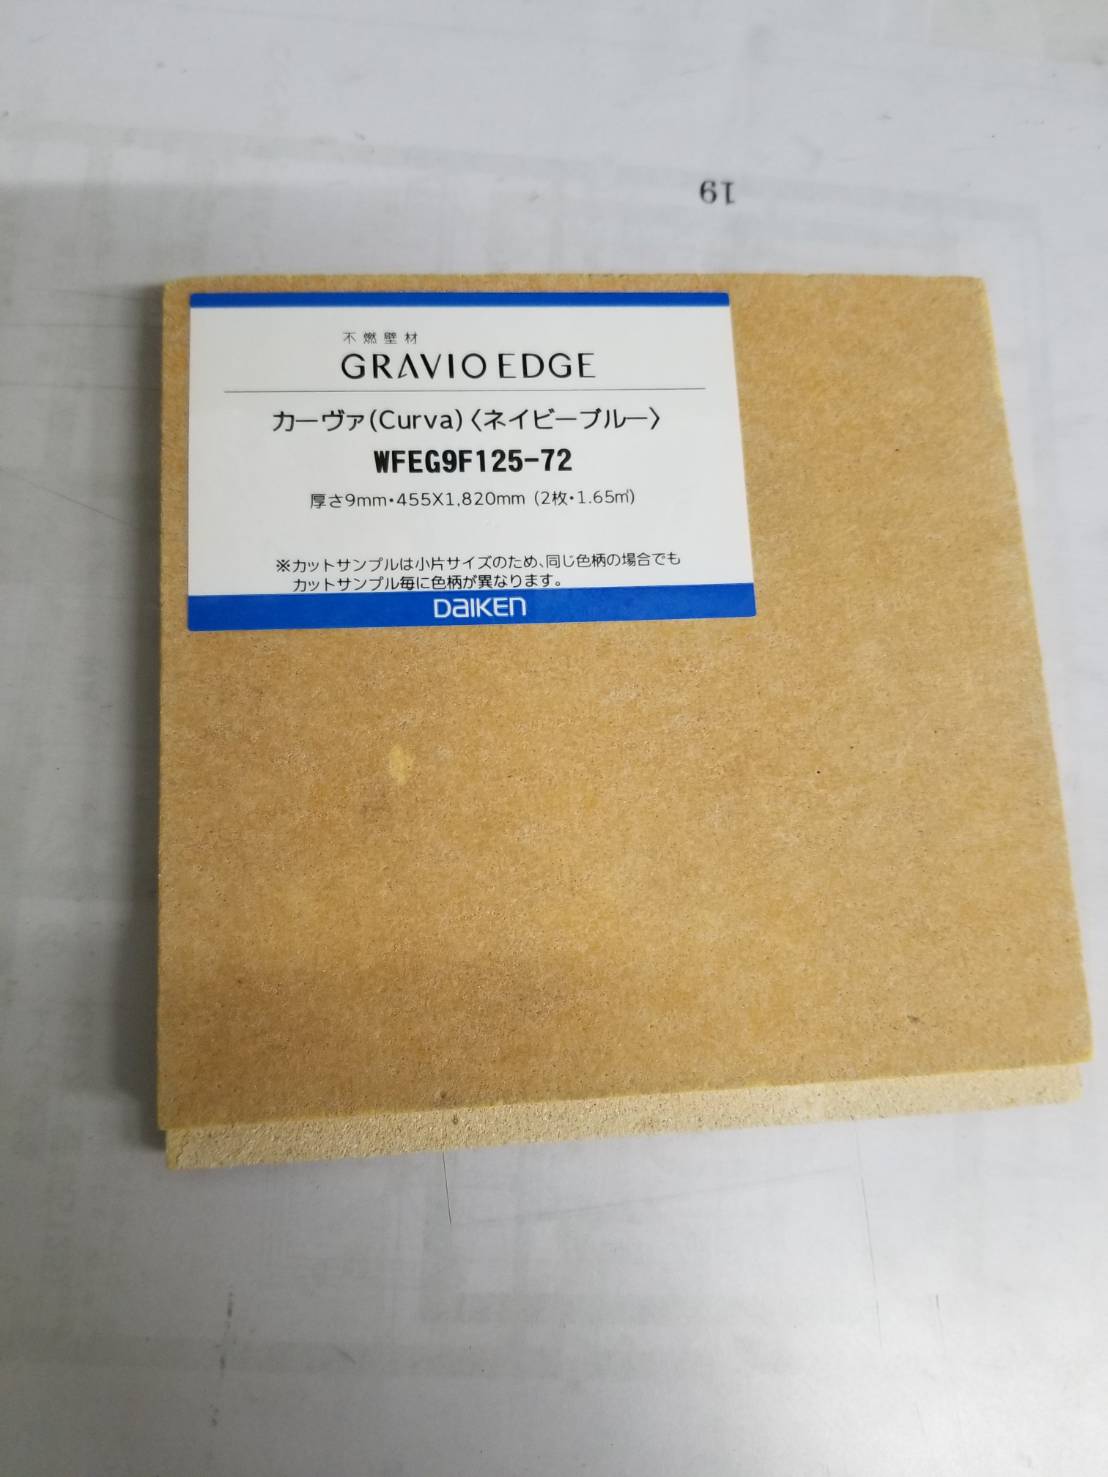 19
不燃壁材
GRAVIO EDGE
カーヴァ(Curva)〈ネイビーブルー〉
WFEG9F125-72
厚さ9mm・455X1,820mm (2枚・1.65㎡)
※カットサンプルは小片サイズのため、同じ色柄の場合でも
カットサンプル毎に色柄が異なります。
DAIKEN